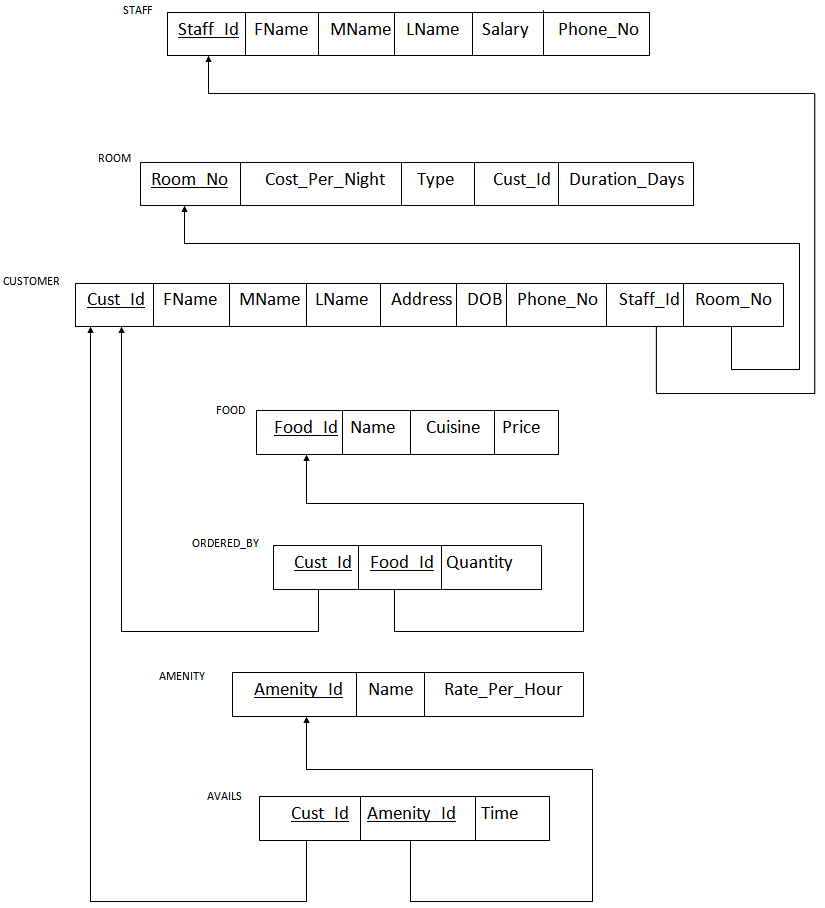 STAFF
Staff_Id FName MName LName Salary Phone_No
ROOM
Room_No Cost_Per_Night Type Cust_Id Duration_Days
CUSTOMER
Cust_Id FName MName LName Address DOB Phone_No Staff_Id Room_No
FOOD
Food_Id Name Cuisine Price
ORDERED_BY
Cust_Id Food_Id Quantity
AMENITY
Amenity_Id Name Rate_Per_Hour
AVAILS
Cust_Id Amenity_Id Time